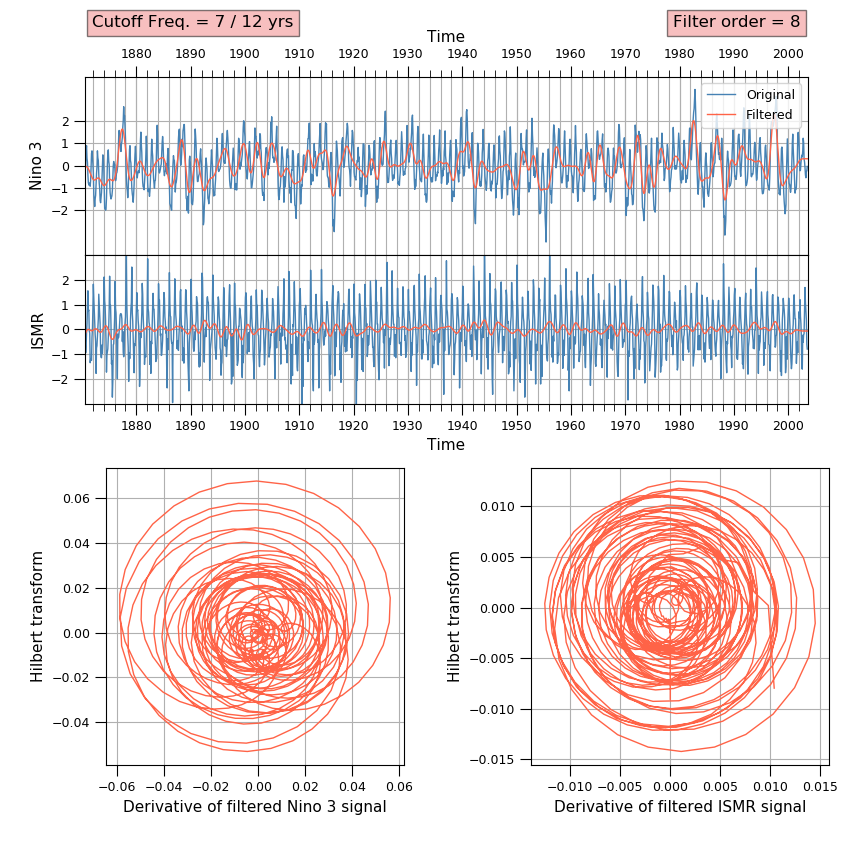 Cutoff Freq. = 7 / 12 yrs
Filter order = 8
Time
1880 1890 1900 1910 1920 1930 1940 1950 1960 1970 1980 1990 2000
Original
Filtered
Nino 3
2
1
0
−1
−2
ISMR
2
1
0
−1
−2
1880 1890 1900 1910 1920 1930 1940 1950 1960 1970 1980 1990 2000
Time
Hilbert transform
0.06
0.04
0.02
0.00
−0.02
−0.04
−0.06 −0.04 −0.02 0.00 0.02 0.04 0.06
Derivative of filtered Nino 3 signal
Hilbert transform
0.010
0.005
0.000
−0.005
−0.010
−0.015
−0.010 −0.005 0.000 0.005 0.010 0.015
Derivative of filtered ISMR signal